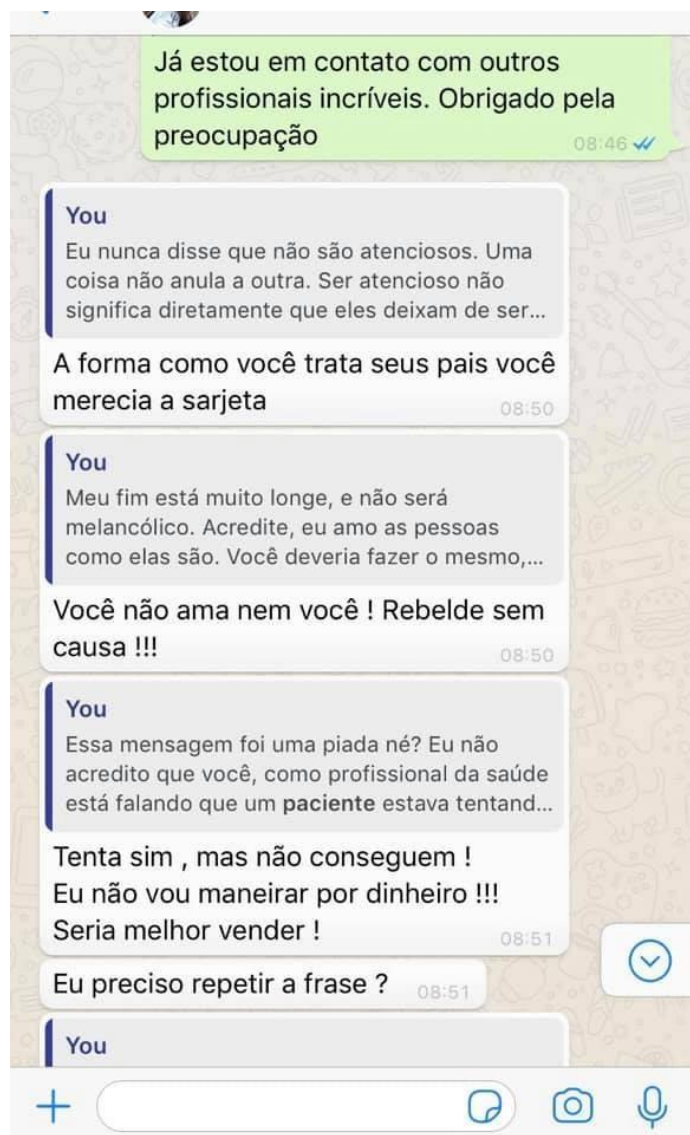 Já estou em contato com outros
profissionais incríveis. Obrigado pela
preocupação
08:46
You
Eu nunca disse que não são atenciosos. Uma
coisa não anula a outra. Ser atencioso não
significa diretamente que eles deixam de ser...
A forma como você trata seus pais você
merecia a sarjeta
08:50
You
Meu fim está muito longe, e não será
melancólico. Acredite, eu amo as pessoas
como elas são. Você deveria fazer o mesmo,...
Você não ama nem você ! Rebelde sem
causa !!!
08:50
You
Essa mensagem foi uma piada né? Eu não
acredito que você, como profissional da saúde
está falando que um paciente estava tentand...
Tenta sim , mas não conseguem !
Eu não vou maneirar por dinheiro !!!
Seria melhor vender !
08:51
Eu preciso repetir a frase ?
08:51
You